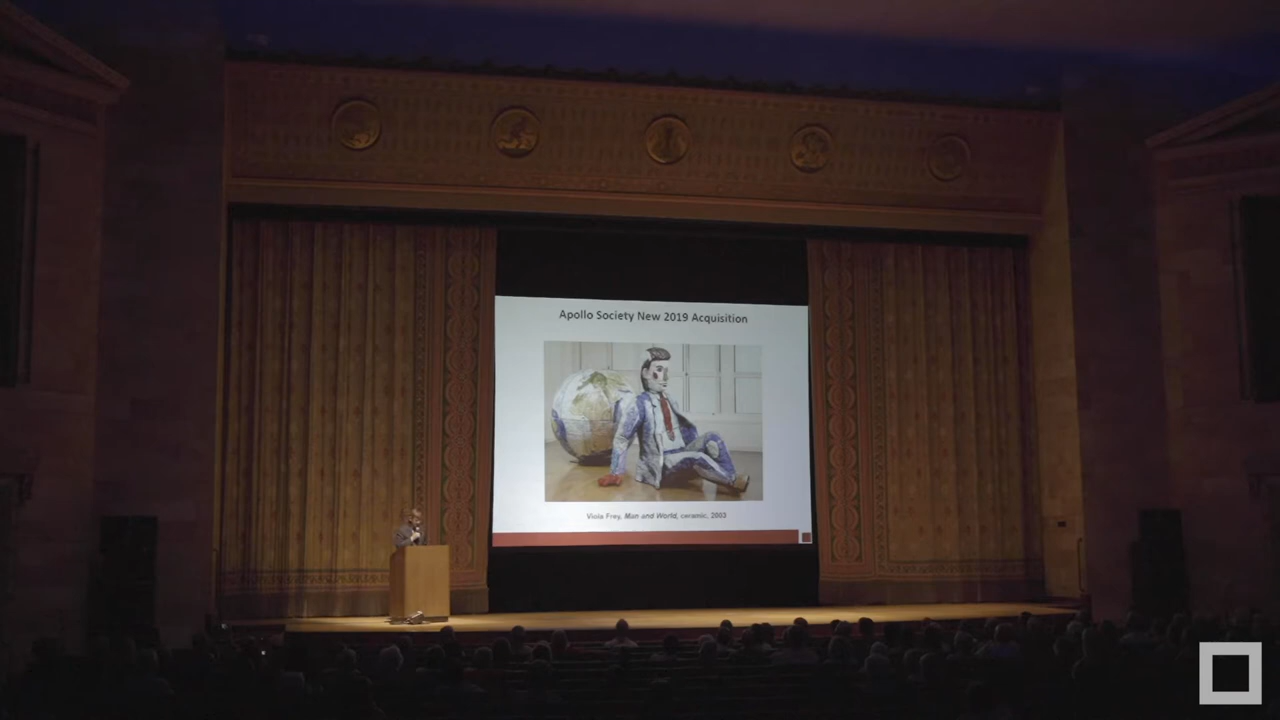 Apollo Society New 2019 Acquisition
Viola Frey, Man and World, ceramic, 2003